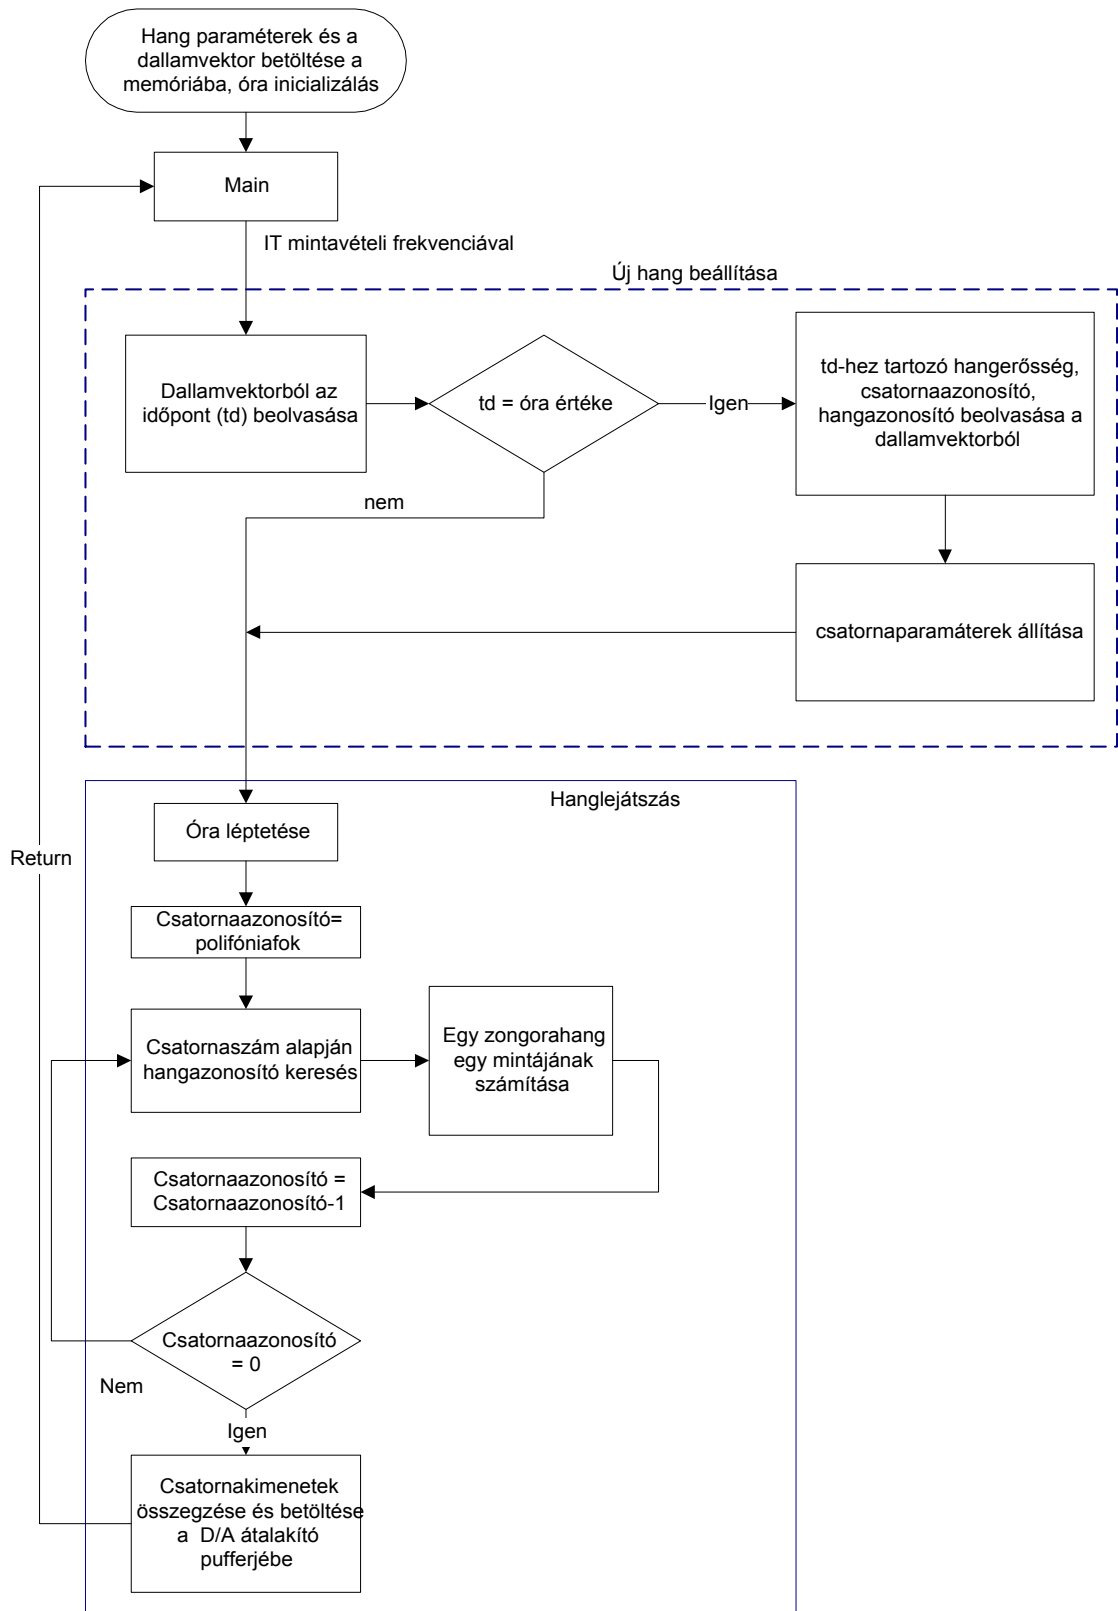 Hang paraméterek és a
dallamvektor betöltése a
memóriába, óra inicializálás
Main
IT mintavételi frekvenciával
Új hang beállítása
Dallamvektorból az
időpont (td) beolvasása
td = óra értéke
Igen
td-hez tartozó hangerősség,
csatornaazonosító,
hangazonosító beolvasása a
dallamvektorból
nem
csatornaparamáterek állítása
Hanglejátszás
Óra léptetése
Return
Csatornaazonosító=
polifóniafok
Csatornaszám alapján
hangazonosító keresés
Egy zongorahang
egy mintájának
számítása
Csatornaazonosító =
Csatornaazonosító-1
Csatornaazonosító
= 0
Nem
Igen
Csatornakimenetek
összegzése és betöltése
a D/A átalakító
pufferjébe